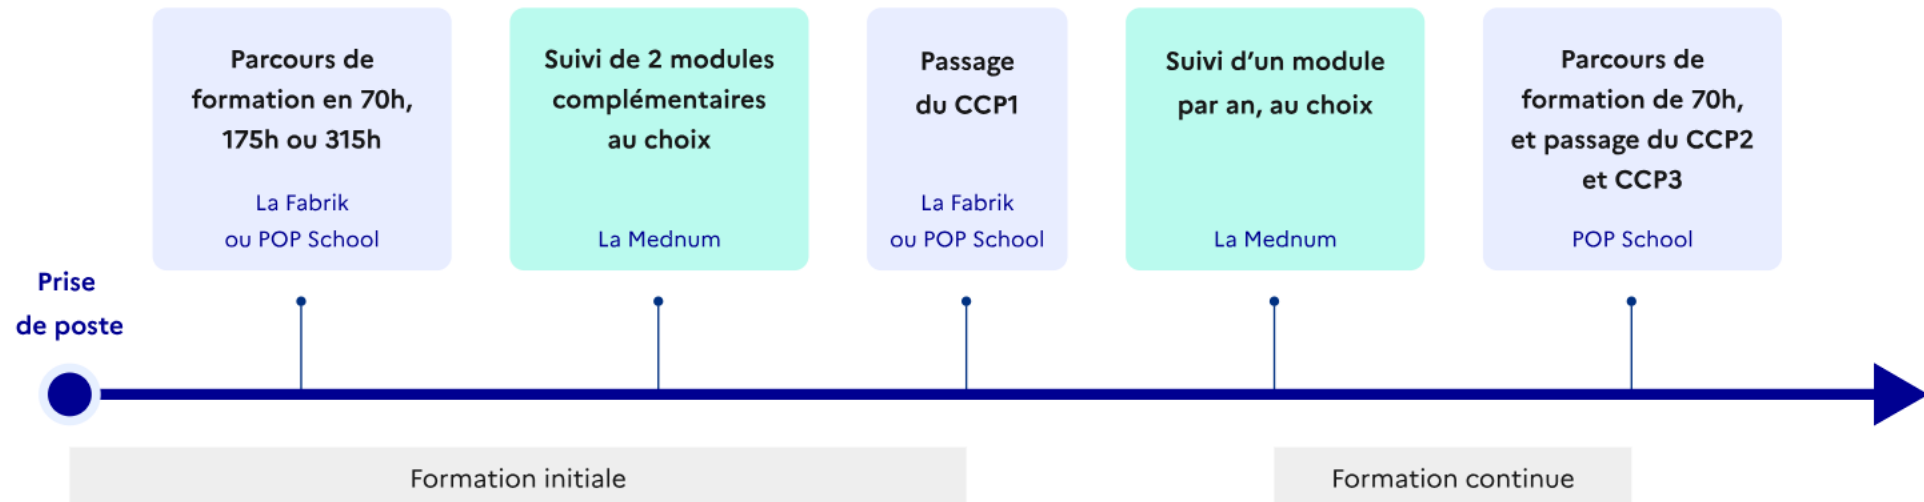 Parcours de
formation en 70h,
175h ou 315h
La Fabrik
ou POP School
Suivi de 2 modules
complémentaires
au choix
La Mednum
Passage
du CCP1
La Fabrik
ou POP School
Suivi d’un module
par an, au choix
La Mednum
Parcours de
formation de 70h,
et passage du CCP2
et CCP3
POP School
Prise
de poste
Formation initiale
Formation continue